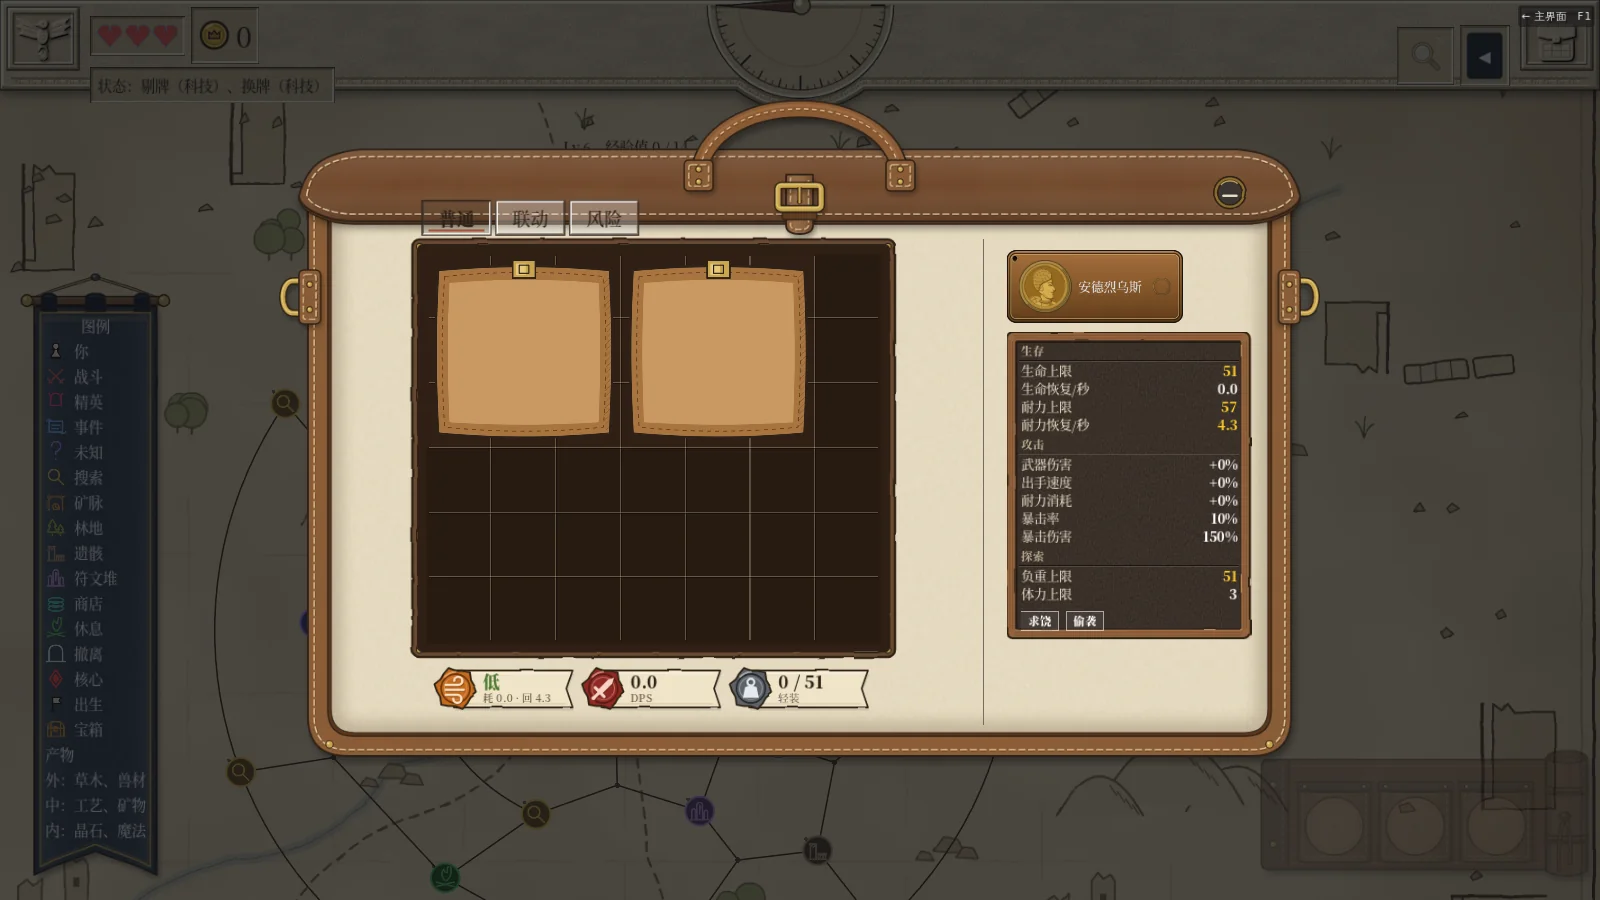 ← 主界面 F1
0
状态：剔牌（科技）、换牌（科技）
Lv.6 经验值 0 / 1
普通
联动
风险
安德烈乌斯
图例
你
战斗
精英
事件
未知
搜索
矿脉
林地
遗骸
符文堆
商店
休息
撤离
核心
出生
宝箱
产物
外：草木、兽材
中：工艺、矿物
内：晶石、魔法
生存
生命上限 51
生命恢复/秒 0.0
耐力上限 57
耐力恢复/秒 4.3
攻击
武器伤害 +0%
出手速度 +0%
耐力消耗 +0%
暴击率 10%
暴击伤害 150%
探索
负重上限 51
体力上限 3
求饶
偷袭
低
耗 0.0 · 回 4.3
0.0
DPS
0 / 51
轻装